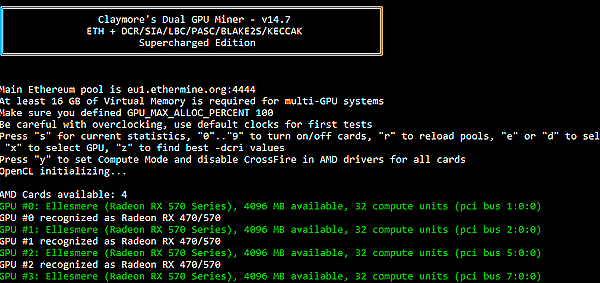 Claymore's Dual GPU Miner - v14.7
ETH + DCR/SIA/LBC/PASC/BLAKE2S/KECCAK
Supercharged Edition
Main Ethereum pool is eu1.ethermine.org:4444
At least 16 GB of Virtual Memory is required for multi-GPU systems
Make sure you defined GPU_MAX_ALLOC_PERCENT 100
Be careful with overclocking, use default clocks for first tests
Press "s" for current statistics, "0".."9" to turn on/off cards, "r" to reload pools, "e" or "d" to sel
"x" to select GPU, "z" to find best -dcri values
Press "y" to set Compute Mode and disable CrossFire in AMD drivers for all cards
OpenCL initializing...
AMD Cards available: 4
GPU #0: Ellesmere (Radeon RX 570 Series), 4096 MB available, 32 compute units (pci bus 1:0:0)
GPU #0 recognized as Radeon RX 470/570
GPU #1: Ellesmere (Radeon RX 570 Series), 4096 MB available, 32 compute units (pci bus 2:0:0)
GPU #1 recognized as Radeon RX 470/570
GPU #2: Ellesmere (Radeon RX 570 Series), 4096 MB available, 32 compute units (pci bus 5:0:0)
GPU #2 recognized as Radeon RX 470/570
GPU #3: Ellesmere (Radeon RX 570 Series), 4096 MB available, 32 compute units (pci bus 7:0:0)